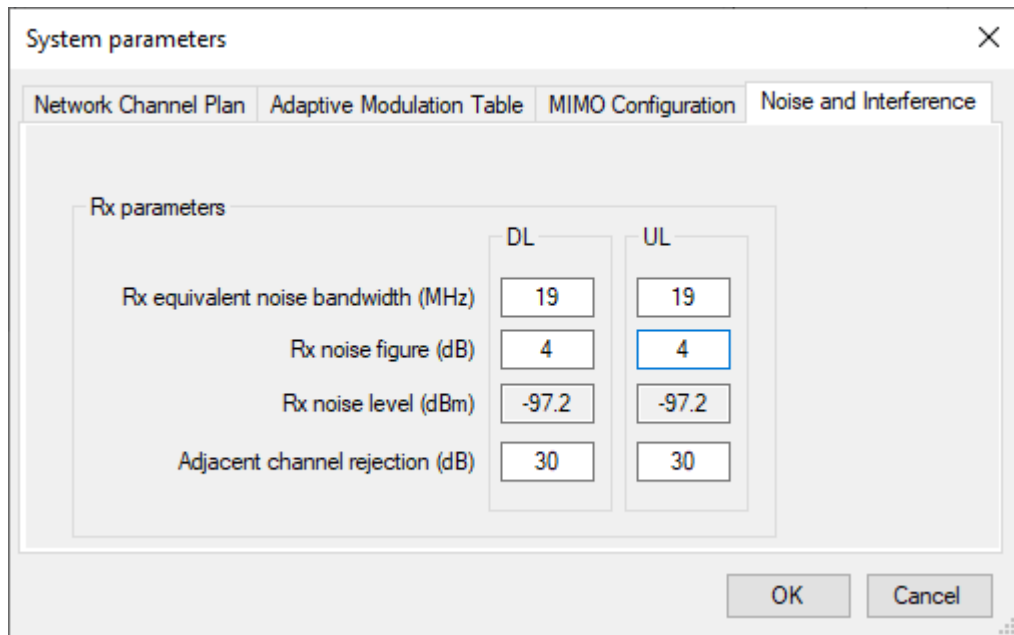 System parameters
Network Channel Plan Adaptive Modulation Table MIMO Configuration Noise and Interference
Rx parameters
DL UL
Rx equivalent noise bandwidth (MHz) 19 19
Rx noise figure (dB) 4 4
Rx noise level (dBm) -97.2 -97.2
Adjacent channel rejection (dB) 30 30
OK Cancel